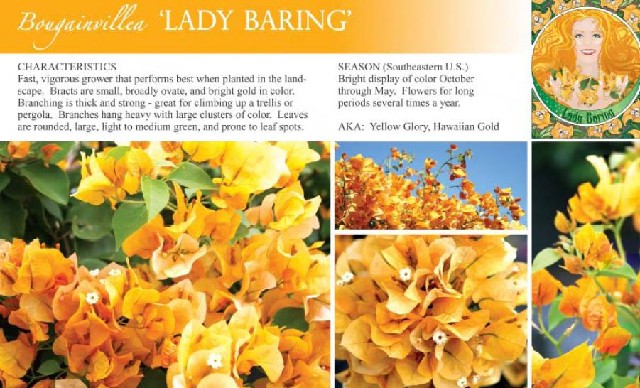 Bougainvillea 'LADY BARING'
CHARACTERISTICS
Fast, vigorous grower that performs best when planted in the land-
scape.  Bracts are small, broadly ovate, and bright gold in color.
Branching is thick and strong - great for climbing up a trellis or
pergola.  Branches hang heavy with large clusters of color.  Leaves
are rounded, large, light to medium green, and prone to leaf spots.
SEASON (Southeastern U.S.)
Bright display of color October
through May.  Flowers for long
periods several times a year.
AKA:  Yellow Glory, Hawaiian Gold
Lady Baring